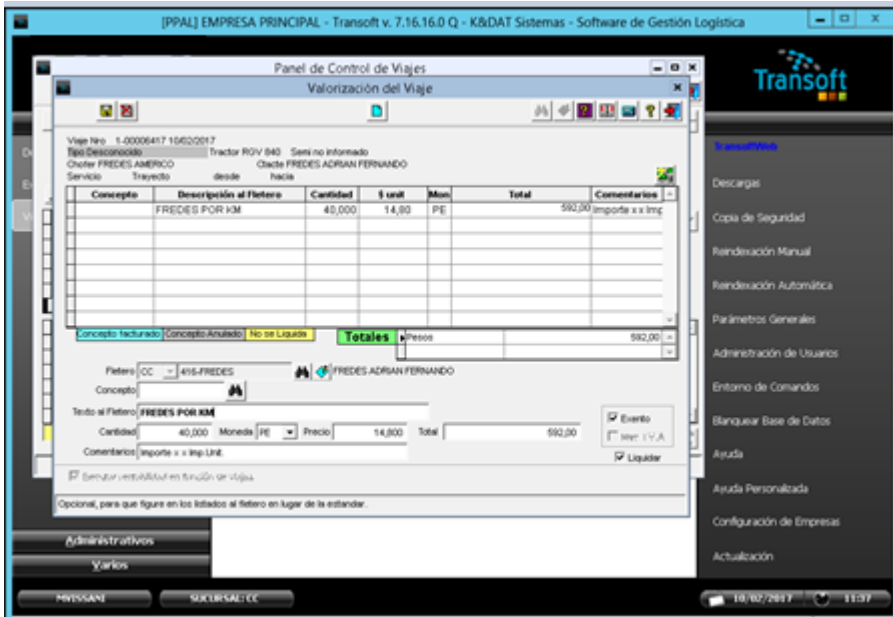 [PPAL] EMPRESA PRINCIPAL - Transoft v. 7.16.16.0 Q - K&DAT Sistemas - Software de Gestión Logística
Panel de Control de Viajes
Valorización del Viaje
Transoft
Viaje Nro 1-00006417 10/02/2017
Tipo Desconocido Tractor RGV 840 Semi no informado
Chofer FREDES AMERICO Ctacte FREDES ADRIAN FERNANDO
Servicio Trayecto desde hacia
Concepto Descripción al Fletero Cantidad $ unit Mon Total Comentarios
FREDES POR KM 40,000 14,80 PE 592,00 Importe x x Imp
Concepto facturado Concepto Anulado No se Liquida Totales Pesos 592,00
Fletero CC 416-FREDES FREDES ADRIAN FERNANDO
Concepto
Texto al Fletero FREDES POR KM
Cantidad 40,000 Moneda PE Precio 14,800 Total 592,00
Comentarios Importe x x Imp.Unit.
Exento
Liquidar
Opcional, para que figure en los listados al fletero en lugar de la estandar..
TransoftWeb
Descargas
Copia de Seguridad
Reindexación Manual
Reindexación Automática
Parámetros Generales
Administración de Usuarios
Entorno de Comandos
Blanquear Base de Datos
Ayuda
Ayuda Personalizada
Configuración de Empresas
Actualización
Administrativos
Varios
MVISSANI SUCURSAL: CC 10/02/2017 11:37